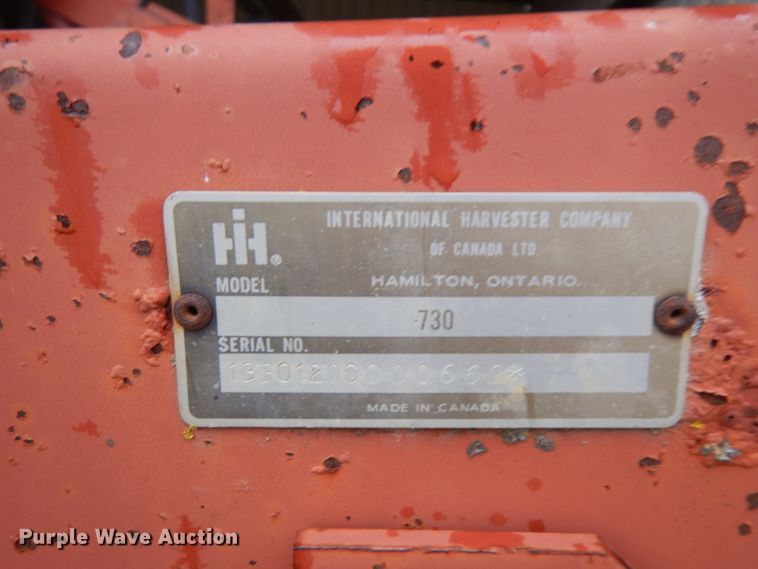 IH®
INTERNATIONAL HARVESTER COMPANY
OF CANADA LTD
HAMILTON, ONTARIO.
MODEL
730
SERIAL NO.
MADE IN CANADA
Purple Wave Auction